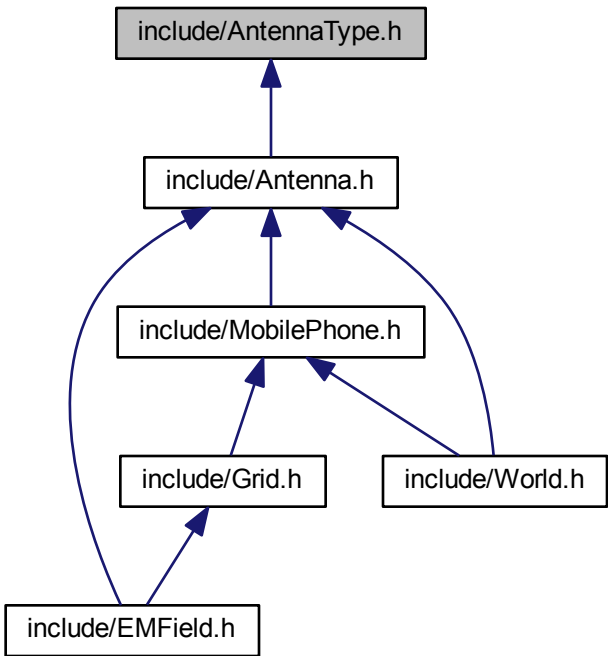 include/AntennaType.h
include/Antenna.h
include/MobilePhone.h
include/Grid.h
include/World.h
include/EMField.h